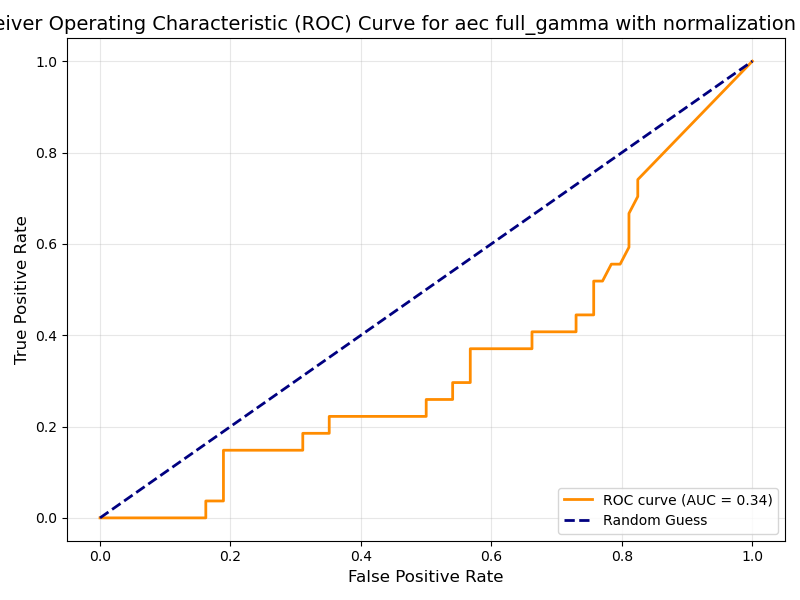 eiver Operating Characteristic (ROC) Curve for aec full_gamma with normalization
True Positive Rate
1.0
0.8
0.6
0.4
0.2
0.0
ROC curve (AUC = 0.34)
Random Guess
0.0 0.2 0.4 0.6 0.8 1.0
False Positive Rate